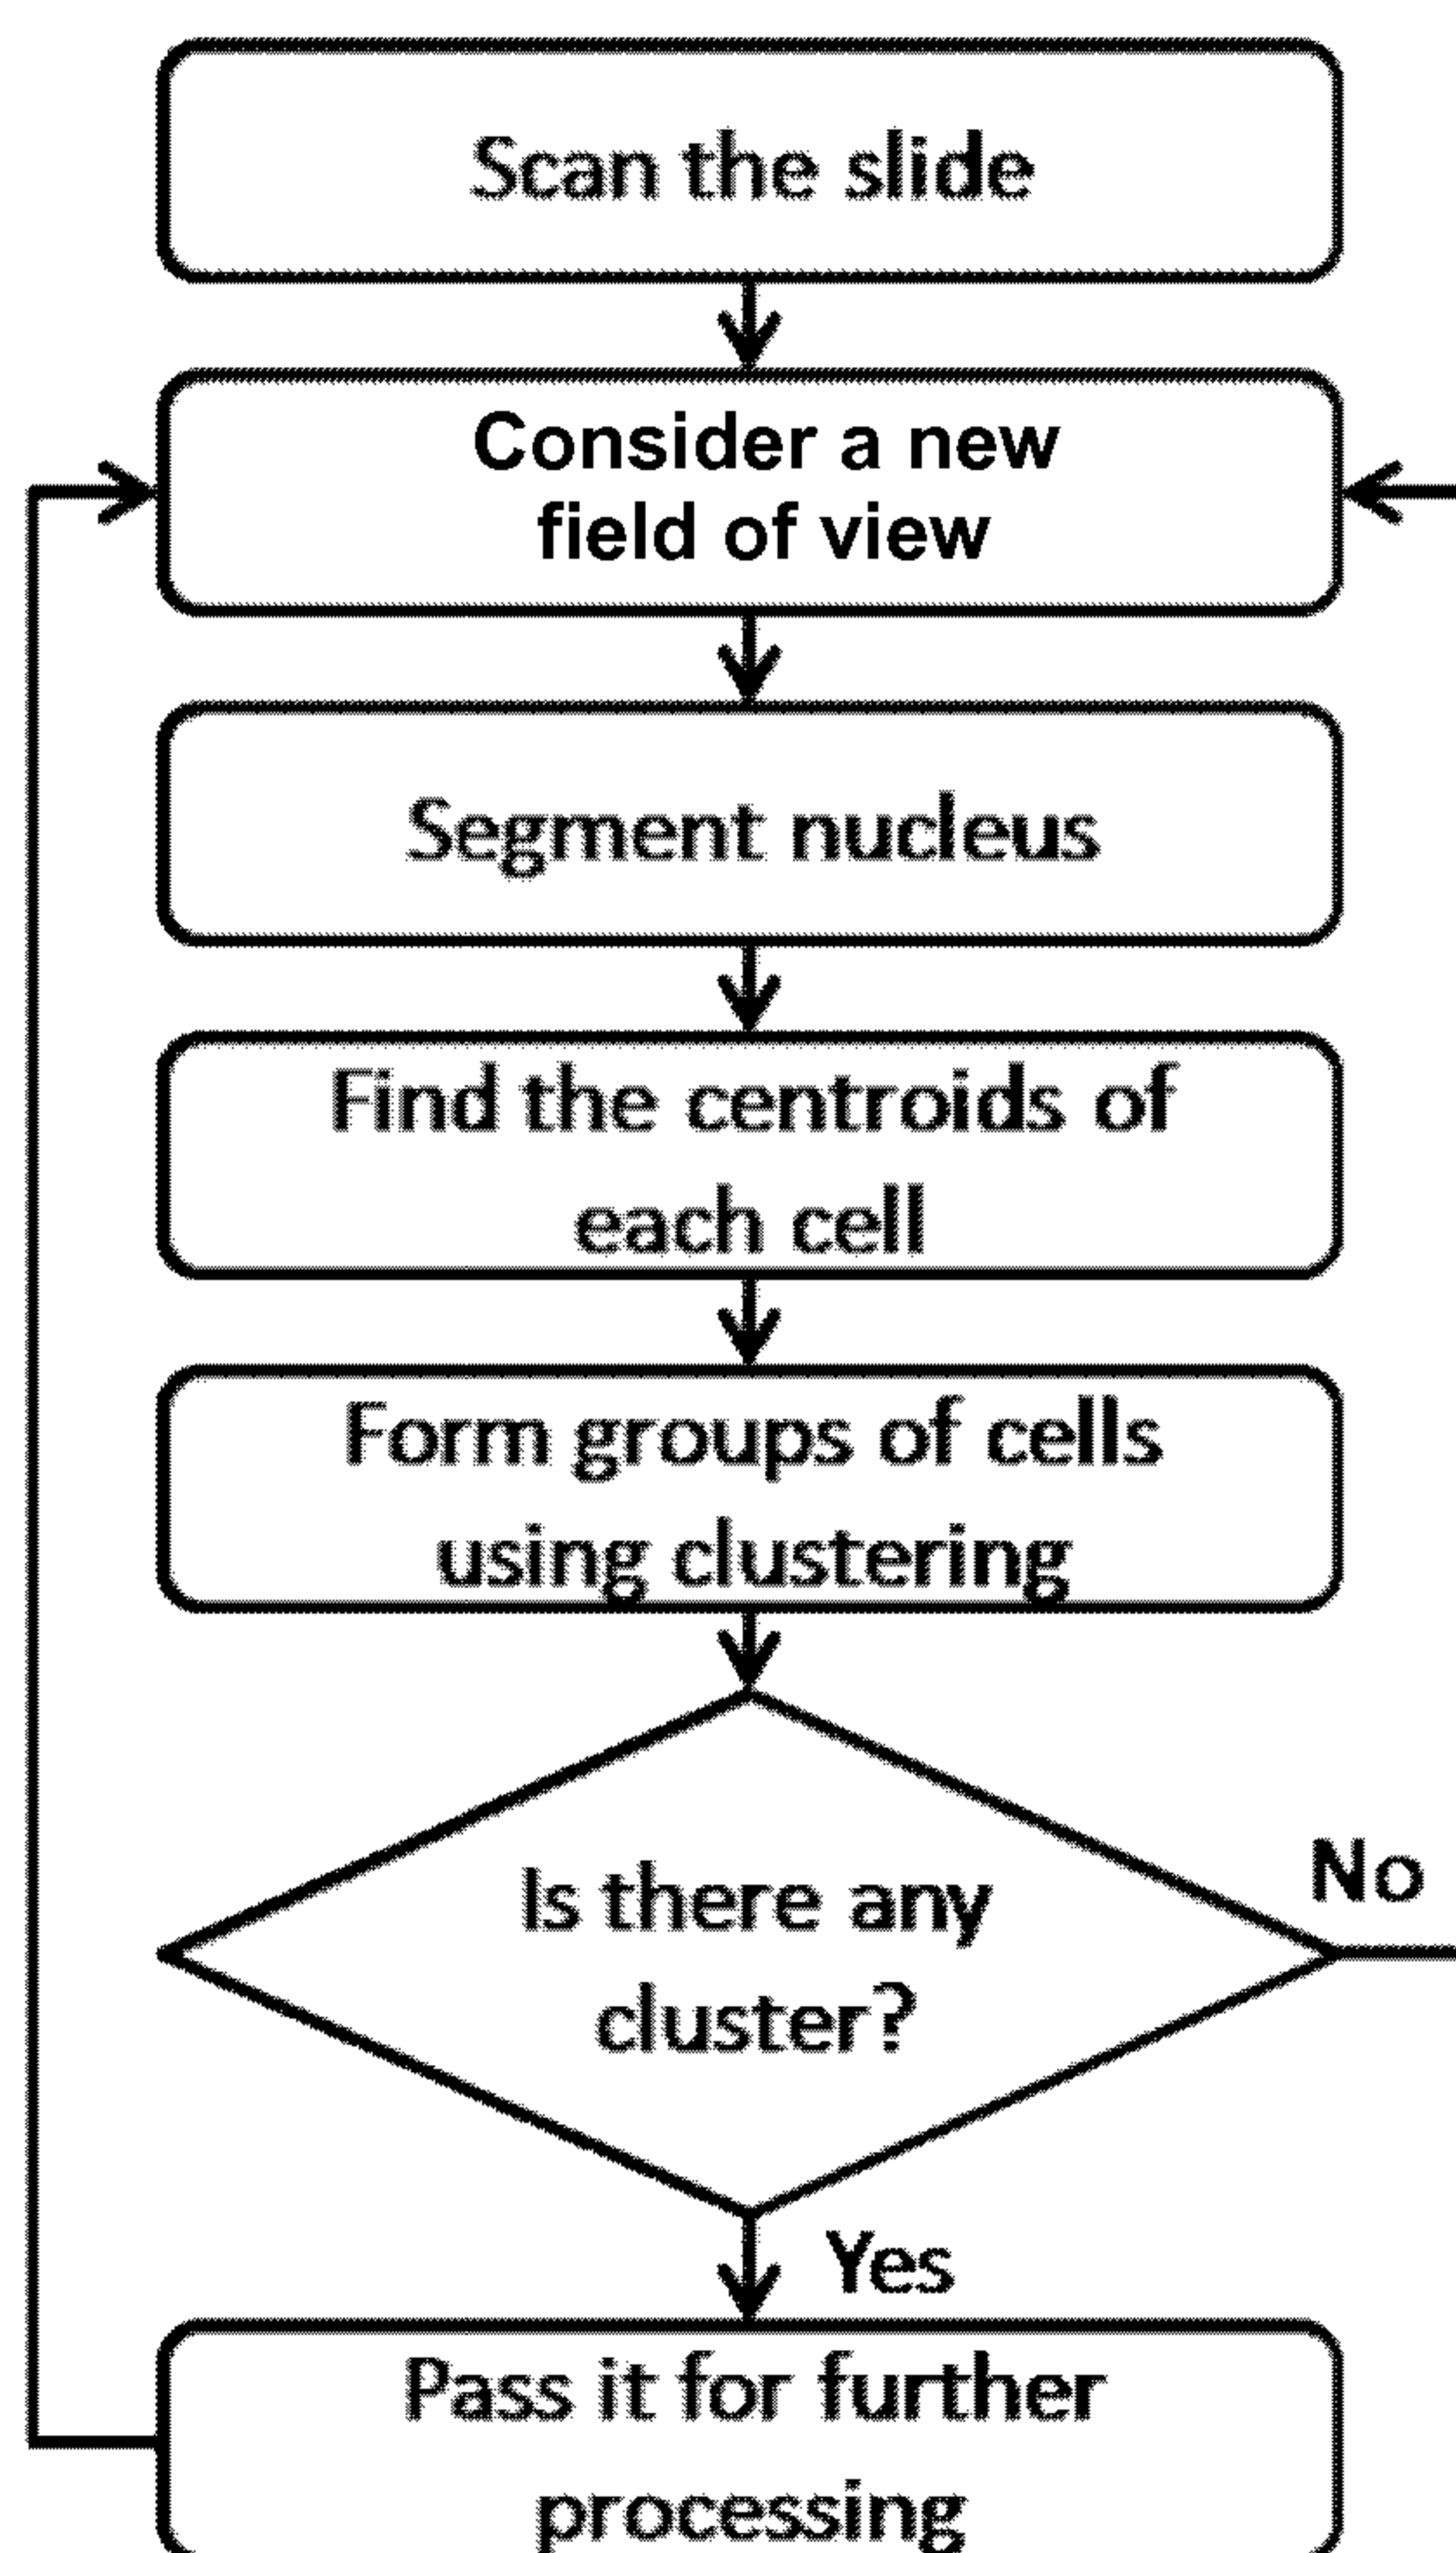 Scan the slide
Consider a new
field of view
Segment nucleus
Find the centroids of
each cell
Form groups of cells
using clustering
Is there any
cluster?
No
Yes
Pass it for further
processing